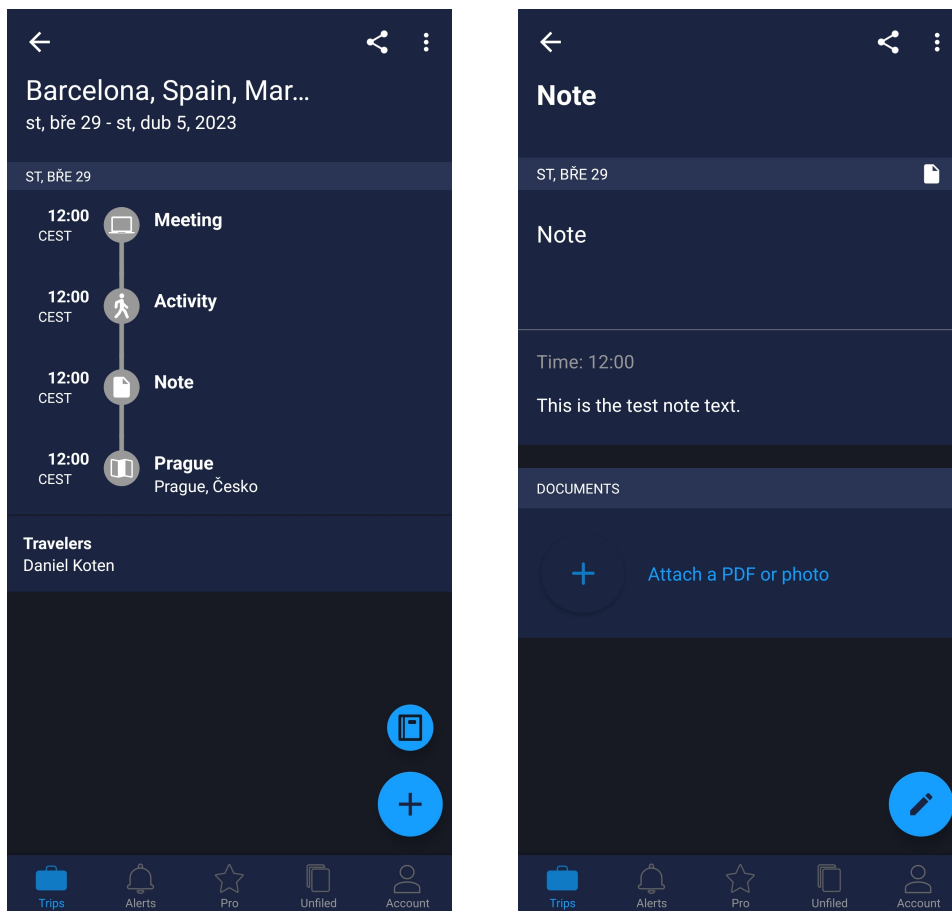 Barcelona, Spain, Mar...
st, bře 29 - st, dub 5, 2023
ST, BŘE 29
12:00 Meeting
CEST
12:00 Activity
CEST
12:00 Note
CEST
12:00 Prague
CEST Prague, Česko
Travelers
Daniel Koten
Trips Alerts Pro Unfiled Account
Note
ST, BŘE 29
Note
Time: 12:00
This is the test note text.
DOCUMENTS
Attach a PDF or photo
Trips Alerts Pro Unfiled Account